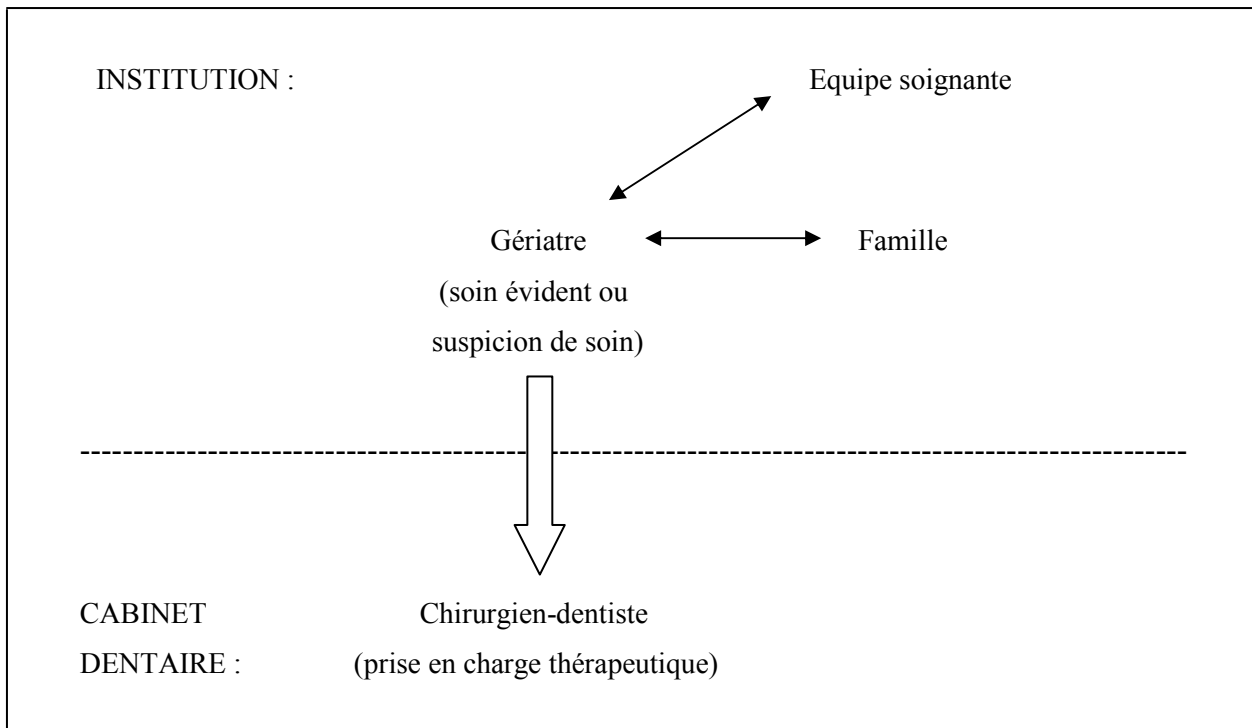 INSTITUTION :
Equipe soignante
Gériatre
Famille
(soin évident ou
suspicion de soin)
CABINET
Chirurgien-dentiste
DENTAIRE :
(prise en charge thérapeutique)